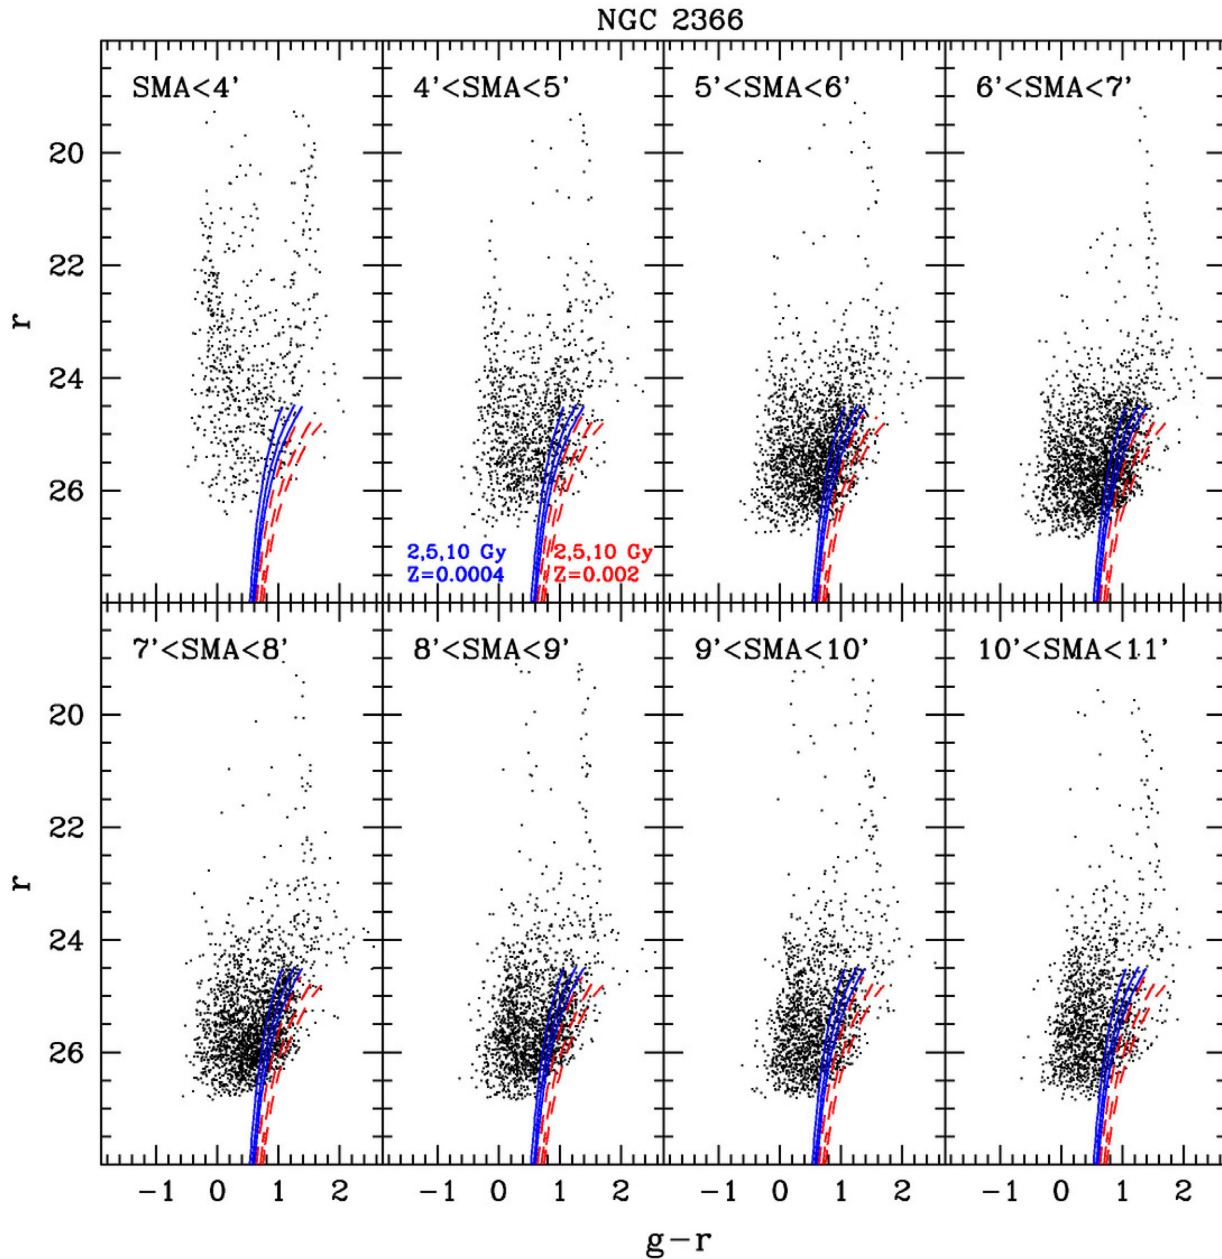 NGC 2366
SMA<4'
4'<SMA<5'
5'<SMA<6'
6'<SMA<7'
20
22
24
26
r
2,5,10 Gy
Z=0.0004
2,5,10 Gy
Z=0.002
7'<SMA<8'
8'<SMA<9'
9'<SMA<10'
10'<SMA<11'
20
22
24
26
r
-1 0 1 2 -1 0 1 2 -1 0 1 2 -1 0 1 2
g-r